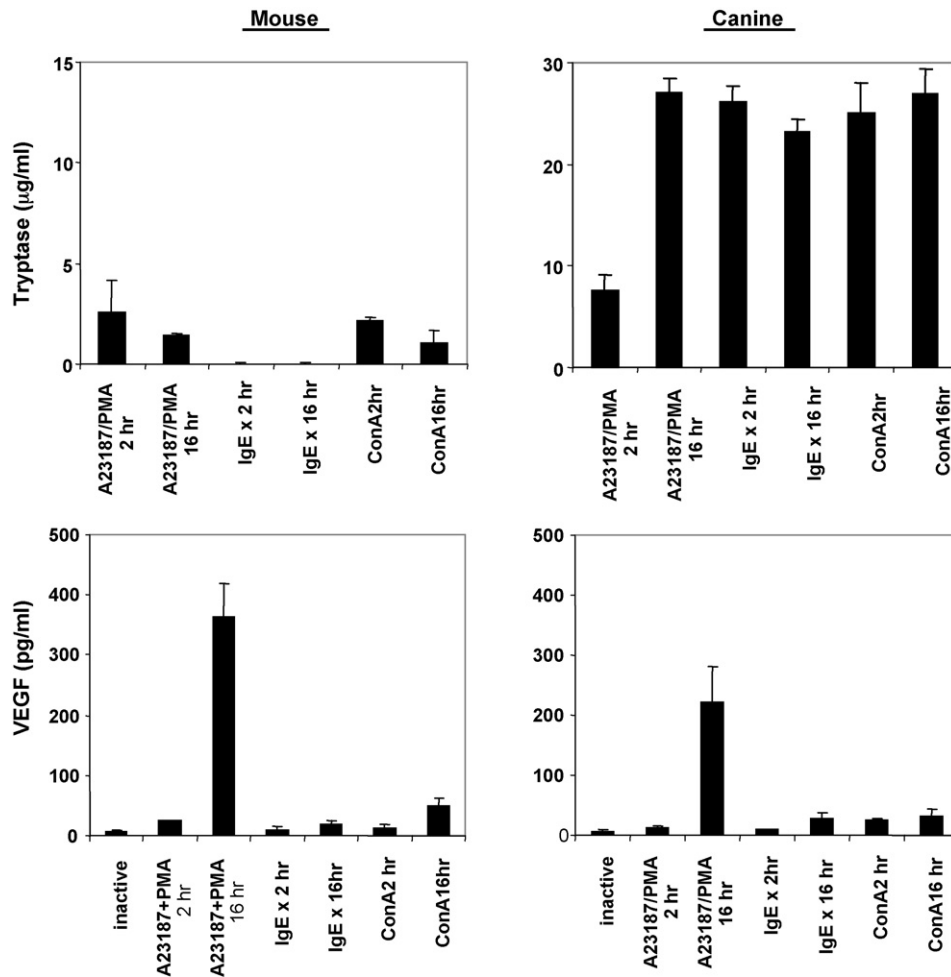 Mouse
Canine
Tryptase (μg/ml)
15
10
5
0
A23187/PMA
2 hr
A23187/PMA
16 hr
IgE x 2 hr
IgE x 16 hr
ConA2hr
ConA16hr
30
20
10
0
A23187/PMA
2 hr
A23187/PMA
16 hr
IgE x 2 hr
IgE x 16 hr
ConA2hr
ConA16hr
VEGF (pg/ml)
500
400
300
200
100
0
inactive
A23187+PMA
2 hr
A23187+PMA
16 hr
IgE x 2 hr
IgE x 16hr
ConA2 hr
ConA16hr
500
400
300
200
100
0
inactive
A23187/PMA
2 hr
A23187/PMA
16 hr
IgE x 2hr
IgE x 16 hr
ConA2 hr
ConA16 hr